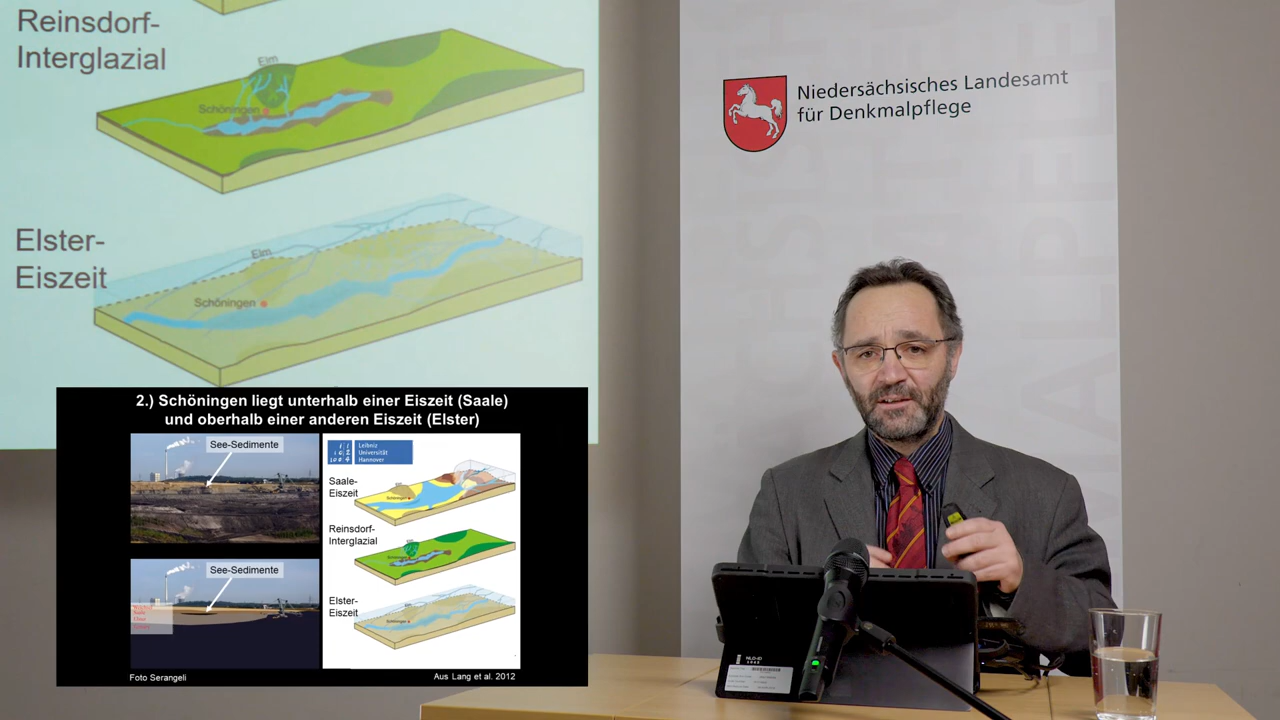 Reinsdorf-
Interglazial
Elm
Schöningen
Elster-
Eiszeit
Elm
Schöningen
Niedersächsisches Landesamt
für Denkmalpflege
2.) Schöningen liegt unterhalb einer Eiszeit (Saale)
und oberhalb einer anderen Eiszeit (Elster)
See-Sedimente
See-Sedimente
Foto Serangeli
Leibniz
Universität
Hannover
Saale-
Eiszeit
Reinsdorf-
Interglazial
Elster-
Eiszeit
Aus Lang et al. 2012